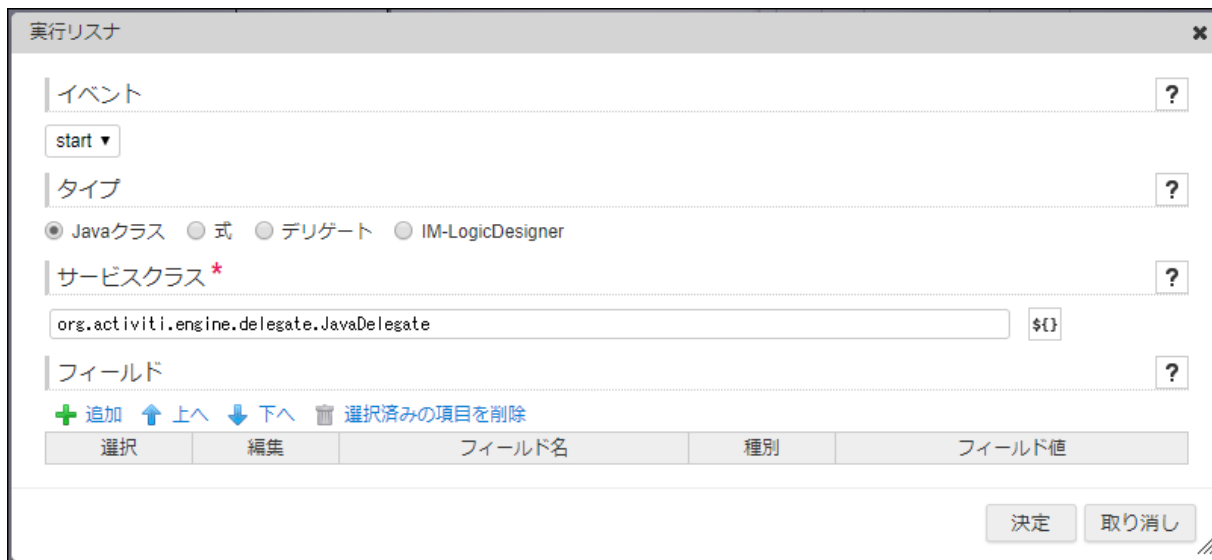 実行リスナ
イベント ?
start
タイプ ?
Javaクラス 式 デリゲート IM-LogicDesigner
サービスクラス* ?
org.activiti.engine.delegate.JavaDelegate ${}
フィールド ?
追加 上へ 下へ 選択済みの項目を削除
選択 編集 フィールド名 種別 フィールド値
決定 取り消し